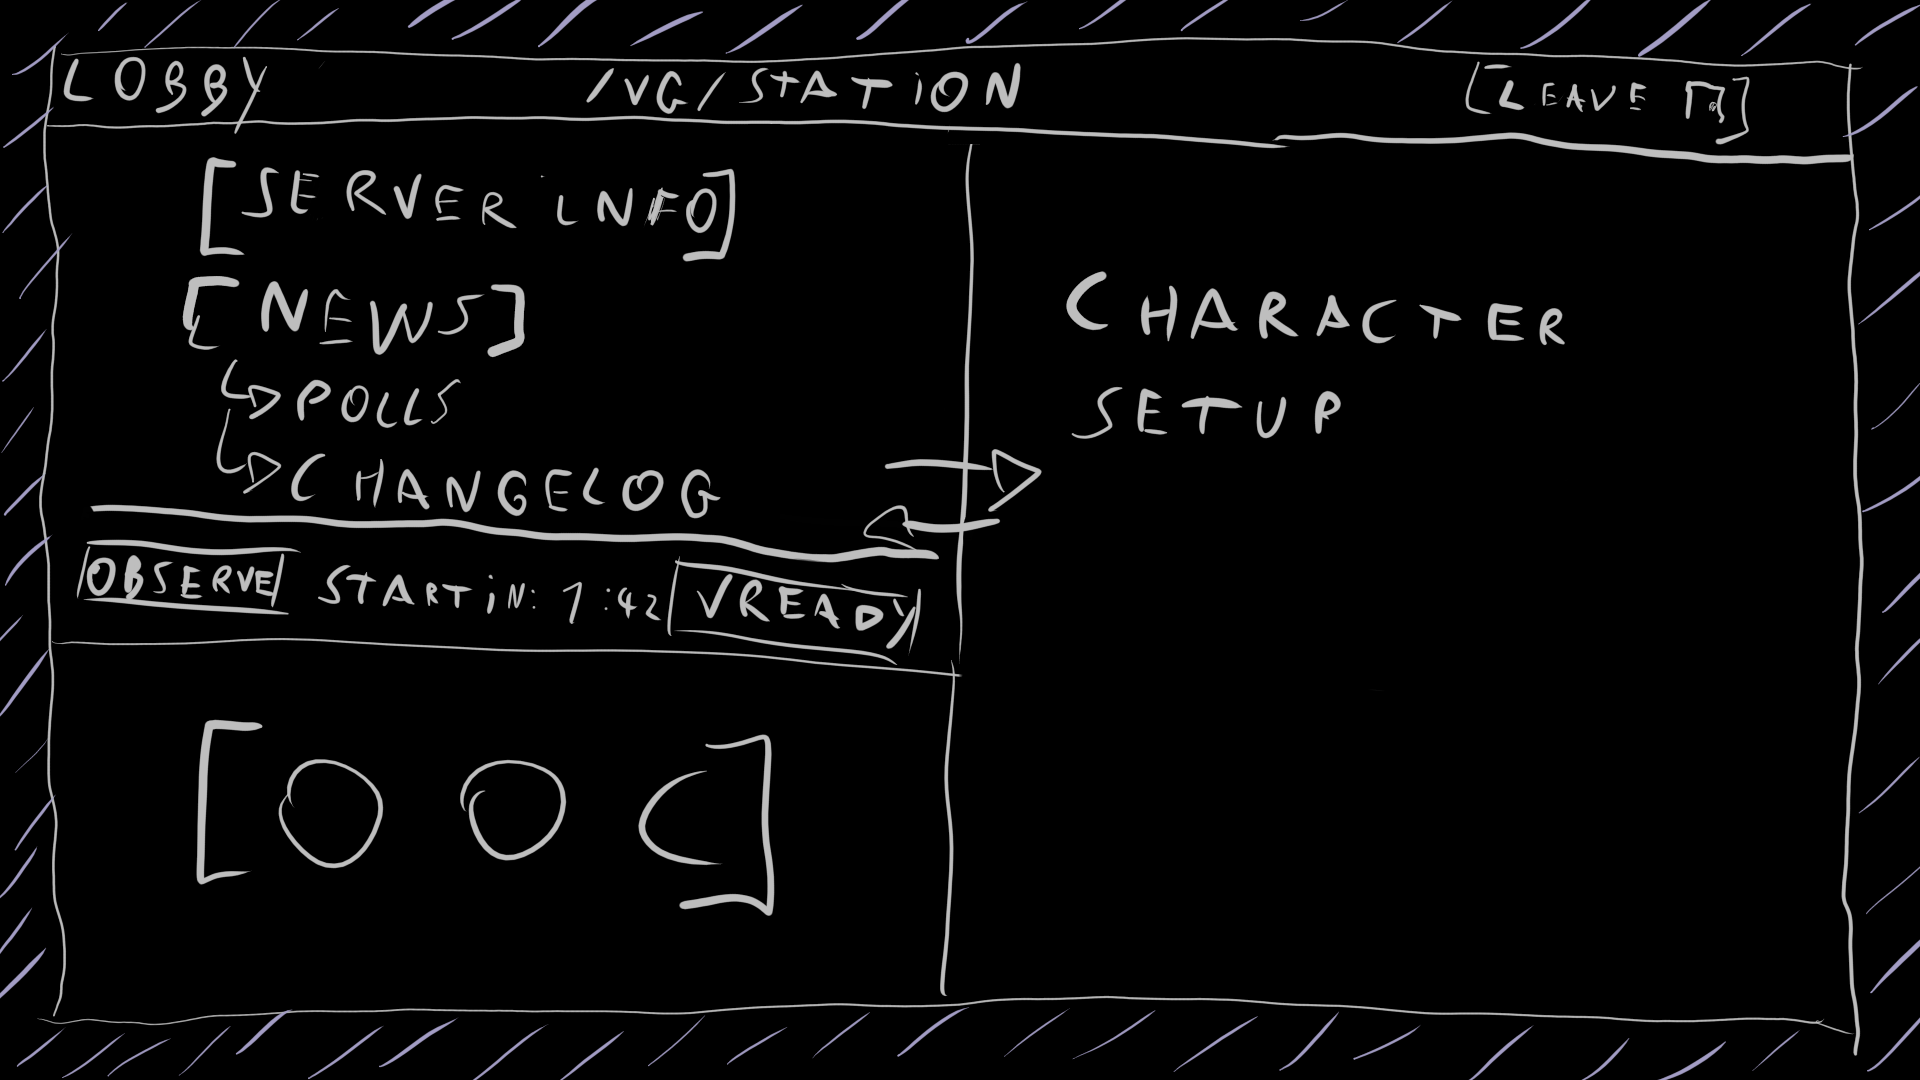 LOBBY /VG/STATION [LEAVE]
[SERVER INFO]
[NEWS]
POLLS
CHANGELOG
OBSERVE START IN: 1:42 √READY
[OOC]
CHARACTER
SETUP